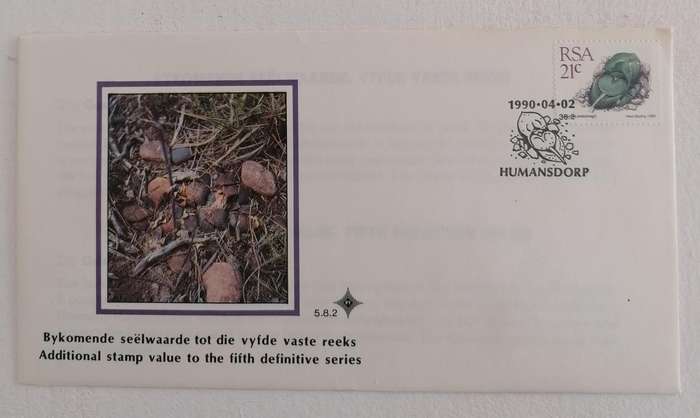 RSA
21c
1990·04·02
HUMANSDORP
5.8.2
Bykomende seëlwaarde tot die vyfde vaste reeks
Additional stamp value to the fifth definitive series